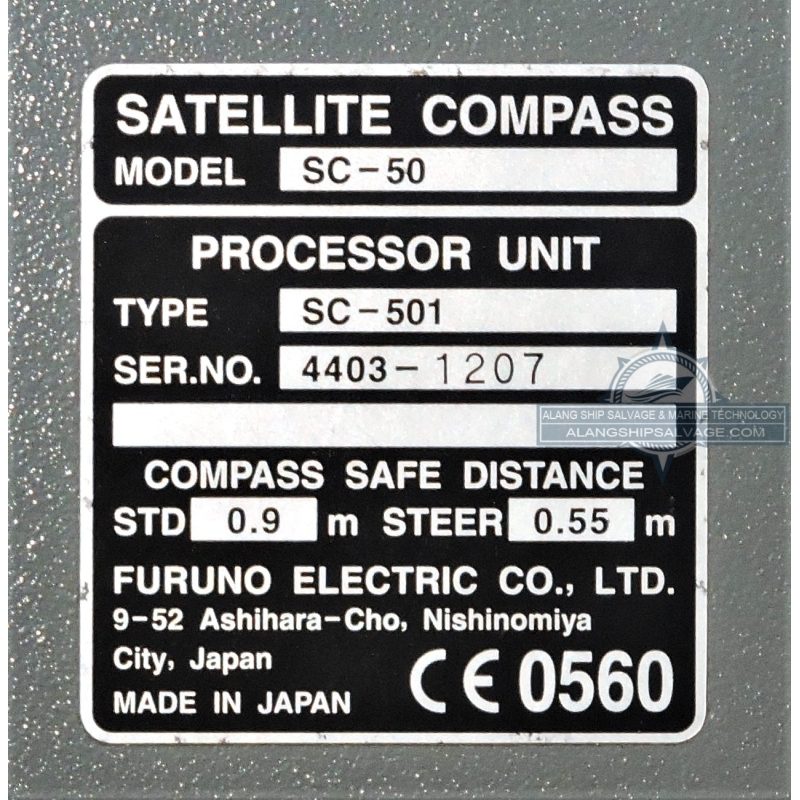 SATELLITE COMPASS
MODEL SC-50
PROCESSOR UNIT
TYPE SC-501
SER.NO. 4403-1207
ALANG SHIP SALVAGE & MARINE TECHNOLOGY
ALANGSHIPSALVAGE.COM
COMPASS SAFE DISTANCE
STD 0.9 m STEER 0.55 m
FURUNO ELECTRIC CO., LTD.
9-52 Ashihara-Cho, Nishinomiya
City, Japan
MADE IN JAPAN CE 0560